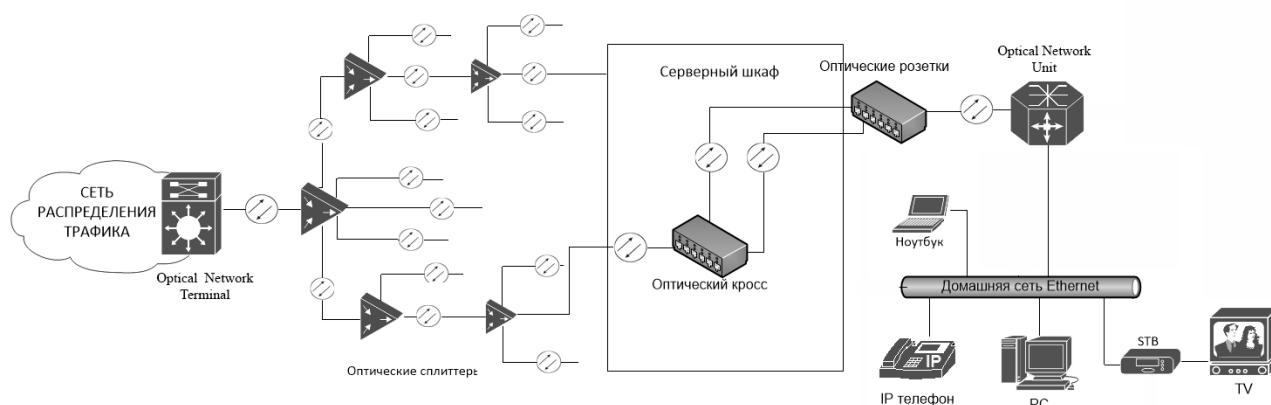 СЕТЬ
РАСПРЕДЕЛЕНИЯ
ТРАФИКА
Optical Network
Terminal
Оптические сплиттеры
Серверный шкаф
Оптический кросс
Оптические розетки
Optical Network
Unit
Ноутбук
Домашняя сеть Ethernet
IP
IP телефон
PC
STB
TV